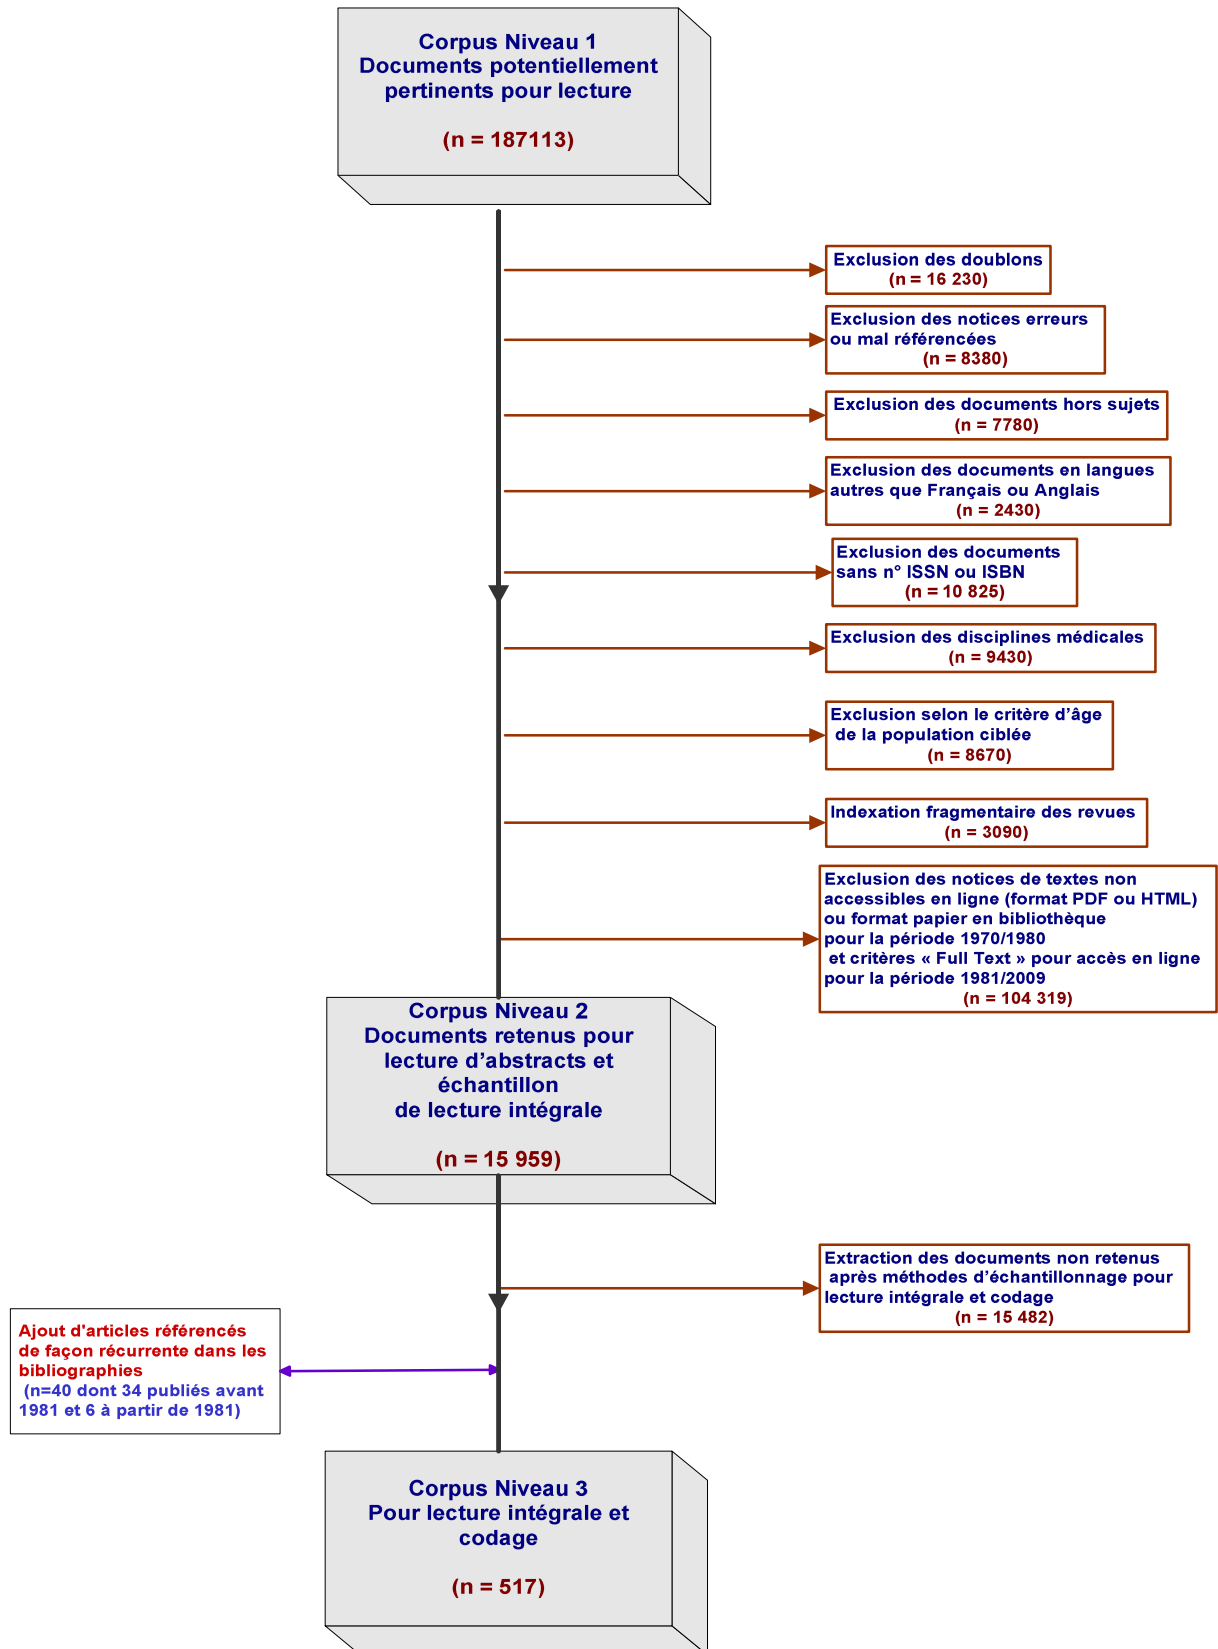 Corpus Niveau 1
Documents potentiellement
pertinents pour lecture
(n = 187113)
Exclusion des doublons
(n = 16 230)
Exclusion des notices erreurs
ou mal référencées
(n = 8380)
Exclusion des documents hors sujets
(n = 7780)
Exclusion des documents en langues
autres que Français ou Anglais
(n = 2430)
Exclusion des documents
sans n° ISSN ou ISBN
(n = 10 825)
Exclusion des disciplines médicales
(n = 9430)
Exclusion selon le critère d’âge
de la population ciblée
(n = 8670)
Indexation fragmentaire des revues
(n = 3090)
Exclusion des notices de textes non
accessibles en ligne (format PDF ou HTML)
ou format papier en bibliothèque
pour la période 1970/1980
et critères « Full Text » pour accès en ligne
pour la période 1981/2009
(n = 104 319)
Corpus Niveau 2
Documents retenus pour
lecture d’abstracts et
échantillon
de lecture intégrale
(n = 15 959)
Extraction des documents non retenus
après méthodes d’échantillonnage pour
lecture intégrale et codage
(n = 15 482)
Ajout d'articles référencés
de façon récurrente dans les
bibliographies
(n=40 dont 34 publiés avant
1981 et 6 à partir de 1981)
Corpus Niveau 3
Pour lecture intégrale et
codage
(n = 517)